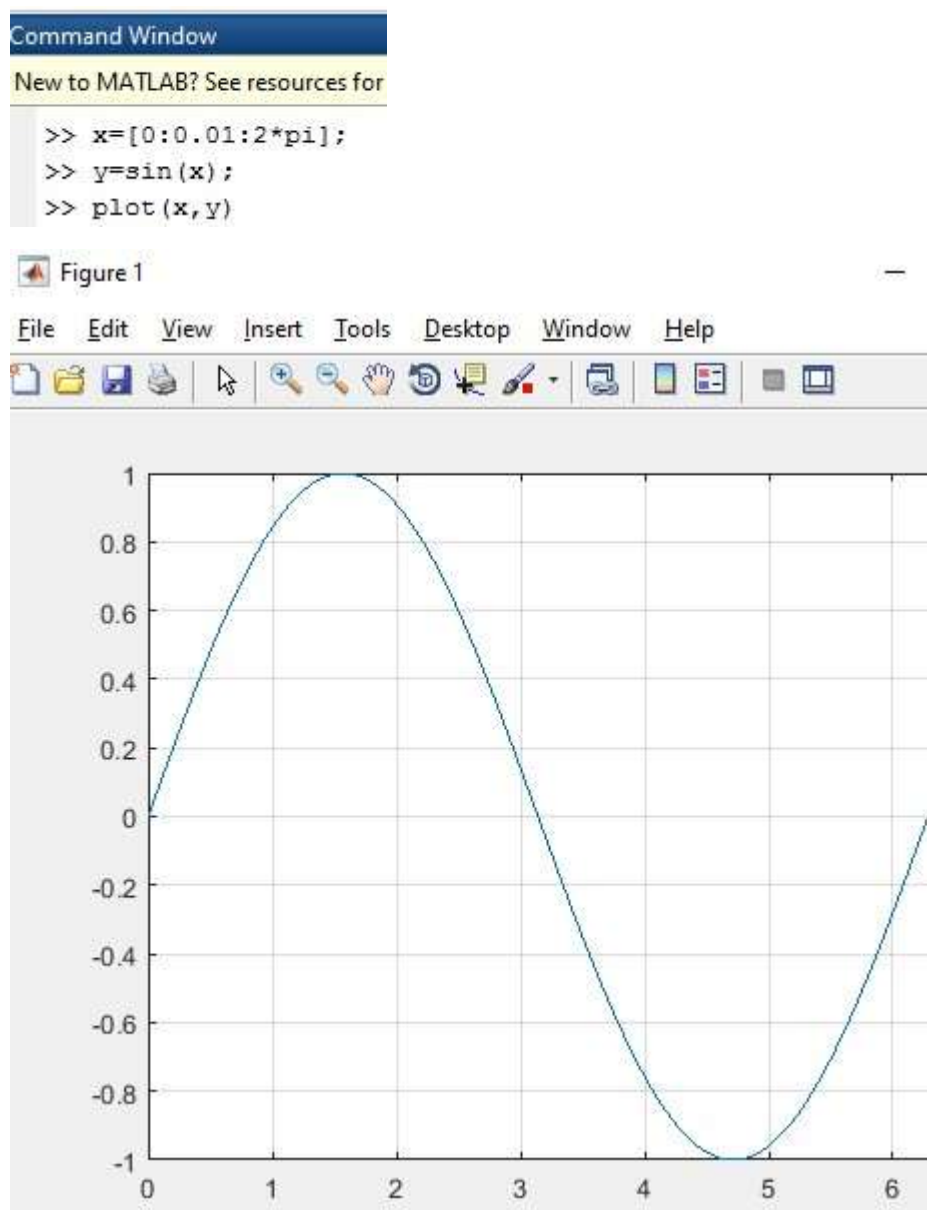 Command Window
New to MATLAB? See resources for
>> x=[0:0.01:2*pi];
>> y=sin(x);
>> plot(x,y)
Figure 1
File Edit View Insert Tools Desktop Window Help
1
0.8
0.6
0.4
0.2
0
-0.2
-0.4
-0.6
-0.8
-1
0 1 2 3 4 5 6